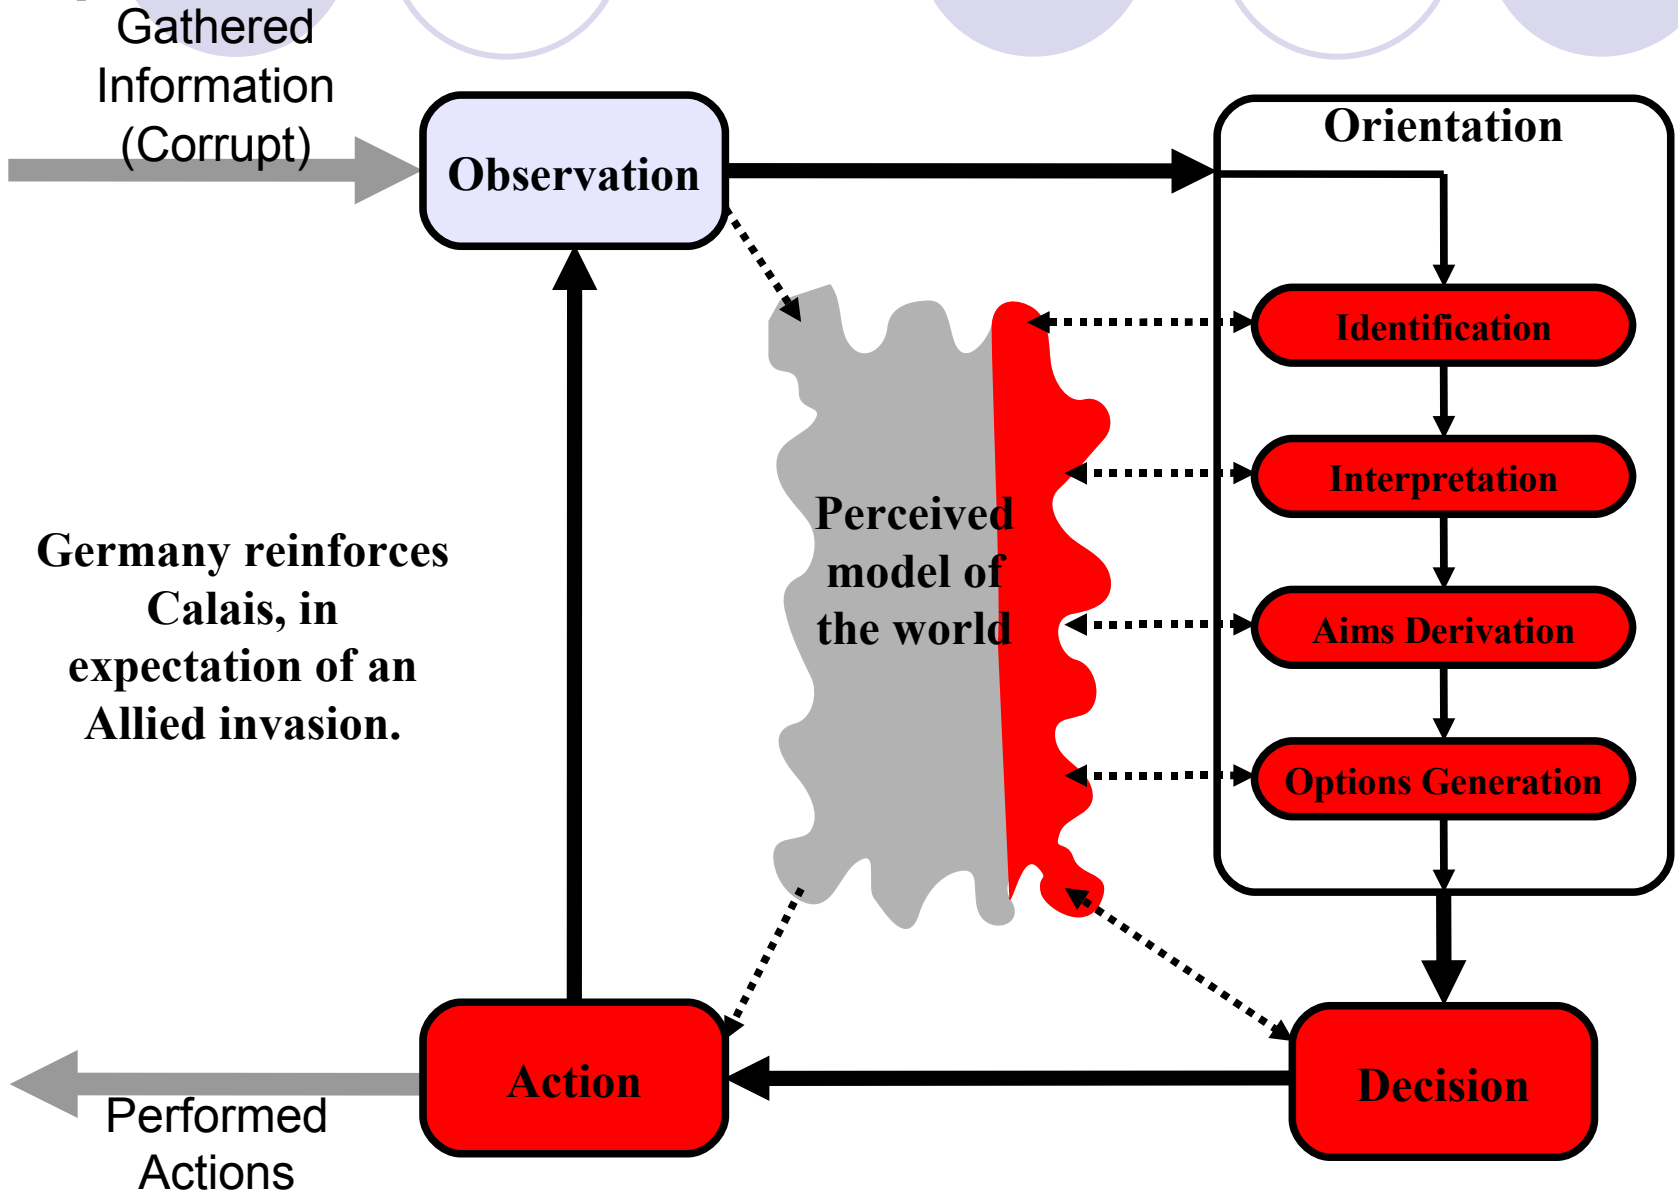 Gathered
Information
(Corrupt)
Observation
Orientation
Identification
Interpretation
Aims Derivation
Options Generation
Perceived
model of
the world
Germany reinforces
Calais, in
expectation of an
Allied invasion.
Action
Decision
Performed
Actions